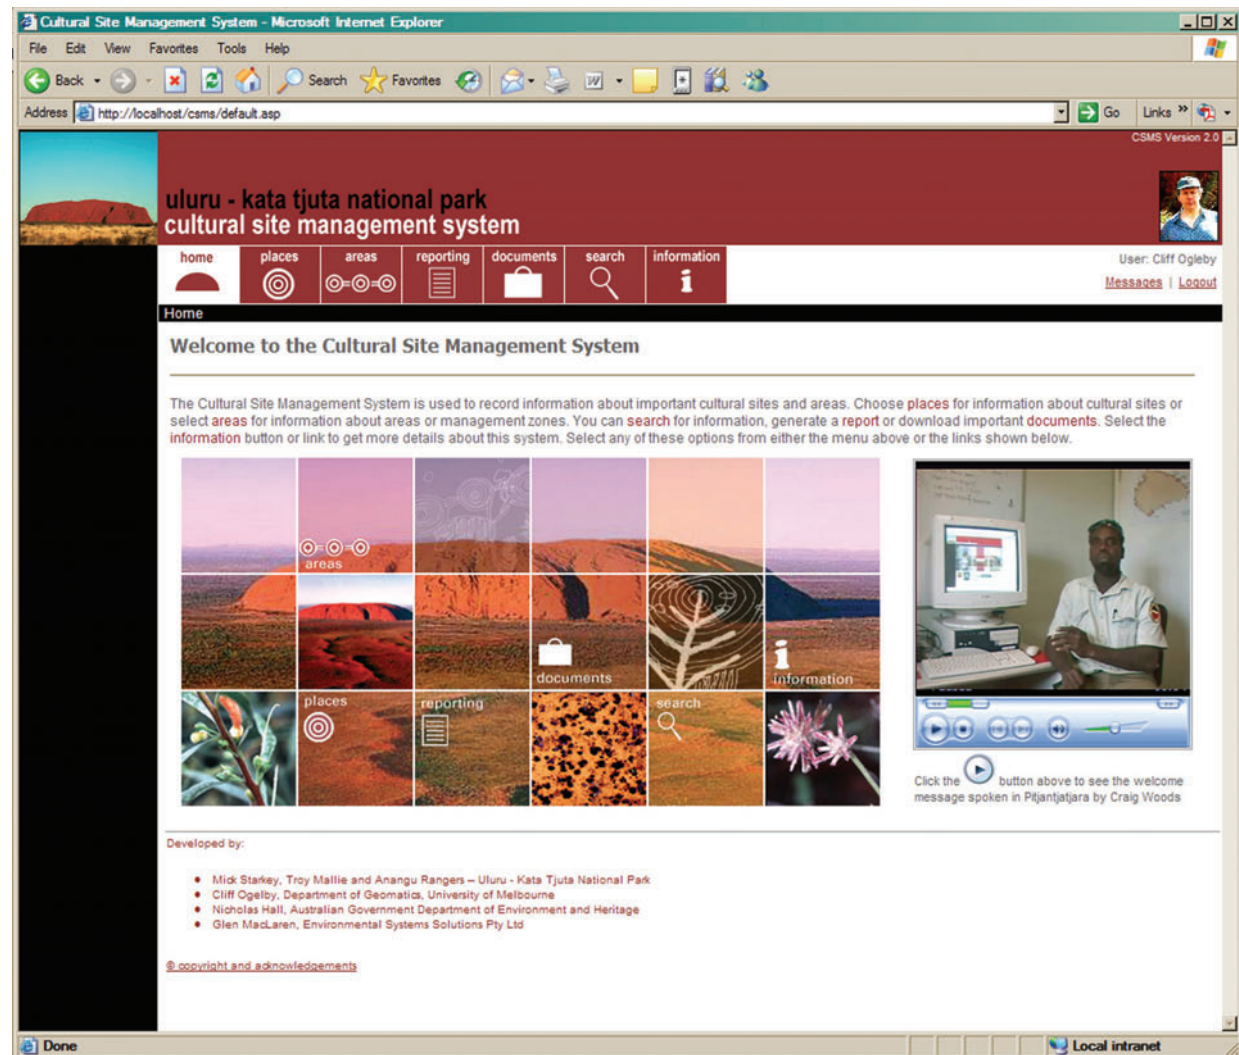 Cultural Site Management System - Microsoft Internet Explorer
File Edit View Favorites Tools Help
Back Search Favorites
Address http://localhost/csms/default.asp Go Links »
CSMS Version 2.0
uluru - kata tjuta national park
cultural site management system
home places areas reporting documents search information
User: Cliff Ogleby
Messages | Logout
Home
Welcome to the Cultural Site Management System
The Cultural Site Management System is used to record information about important cultural sites and areas. Choose places for information about cultural sites or
select areas for information about areas or management zones. You can search for information, generate a report or download important documents. Select the
information button or link to get more details about this system. Select any of these options from either the menu above or the links shown below.
areas
documents
information
places
reporting
search
Click the button above to see the welcome
message spoken in Pitjantjatjara by Craig Woods
Developed by:
• Mick Starkey, Troy Mallie and Anangu Rangers – Uluru - Kata Tjuta National Park
• Cliff Ogelby, Department of Geomatics, University of Melbourne
• Nicholas Hall, Australian Government Department of Environment and Heritage
• Glen MacLaren, Environmental Systems Solutions Pty Ltd
© copyright and acknowledgements
Done
Local intranet